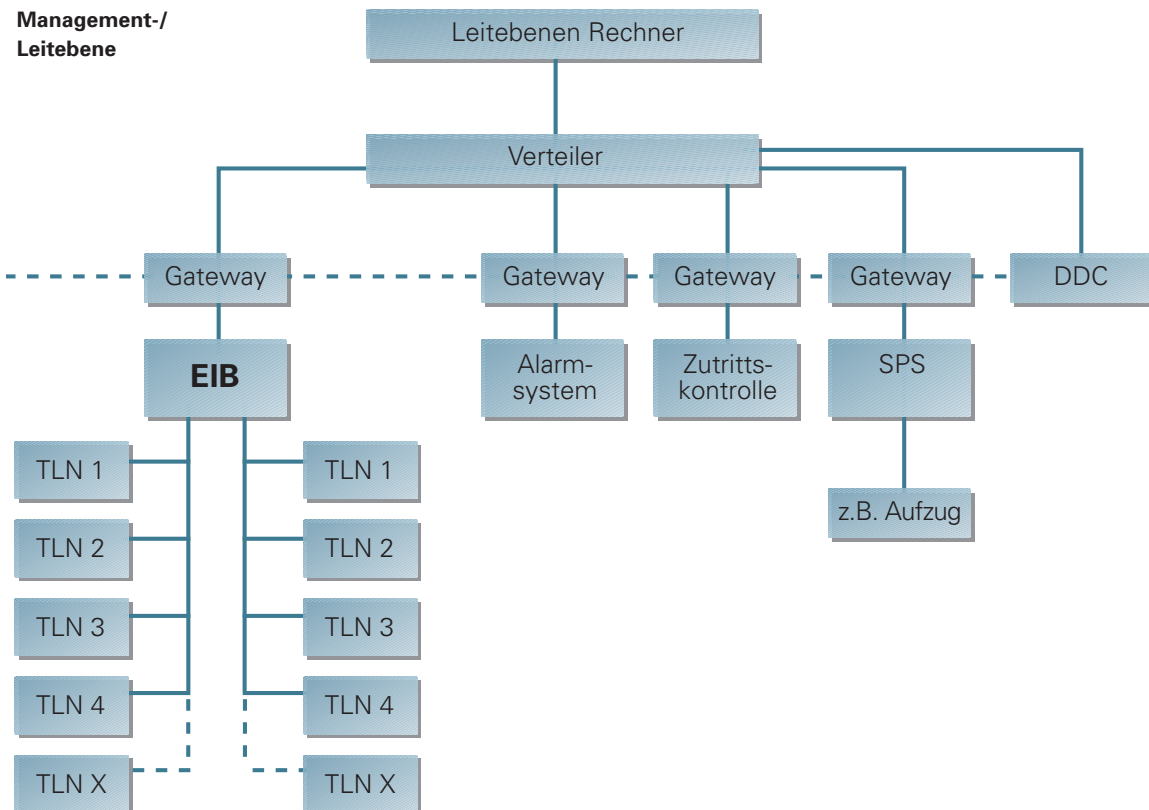 Management-/
Leitebene
Leitebenen Rechner
Verteiler
Gateway
Gateway
Gateway
Gateway
DDC
EIB
Alarm-
system
Zutritts-
kontrolle
SPS
TLN 1
TLN 1
z.B. Aufzug
TLN 2
TLN 2
TLN 3
TLN 3
TLN 4
TLN 4
TLN X
TLN X